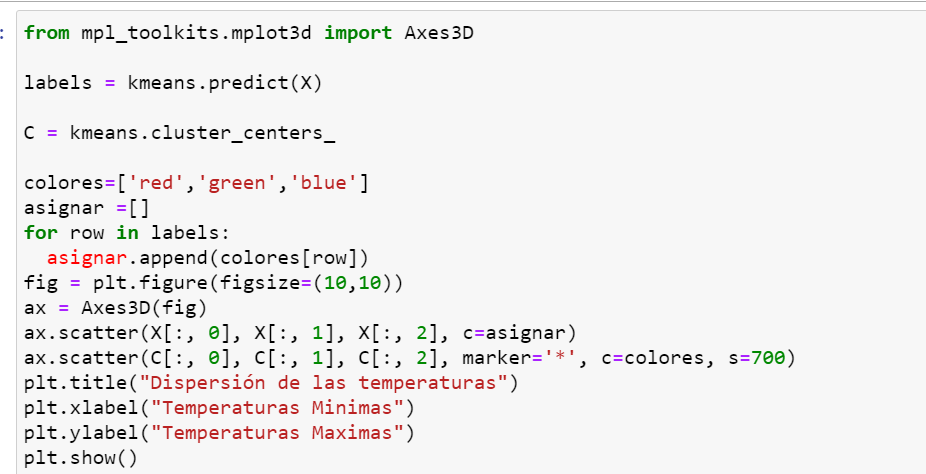 : from mpl_toolkits.mplot3d import Axes3D
labels = kmeans.predict(X)
C = kmeans.cluster_centers_
colores=['red','green','blue']
asignar =[]
for row in labels:
  asignar.append(colores[row])
fig = plt.figure(figsize=(10,10))
ax = Axes3D(fig)
ax.scatter(X[:, 0], X[:, 1], X[:, 2], c=asignar)
ax.scatter(C[:, 0], C[:, 1], C[:, 2], marker='*', c=colores, s=700)
plt.title("Dispersión de las temperaturas")
plt.xlabel("Temperaturas Minimas")
plt.ylabel("Temperaturas Maximas")
plt.show()